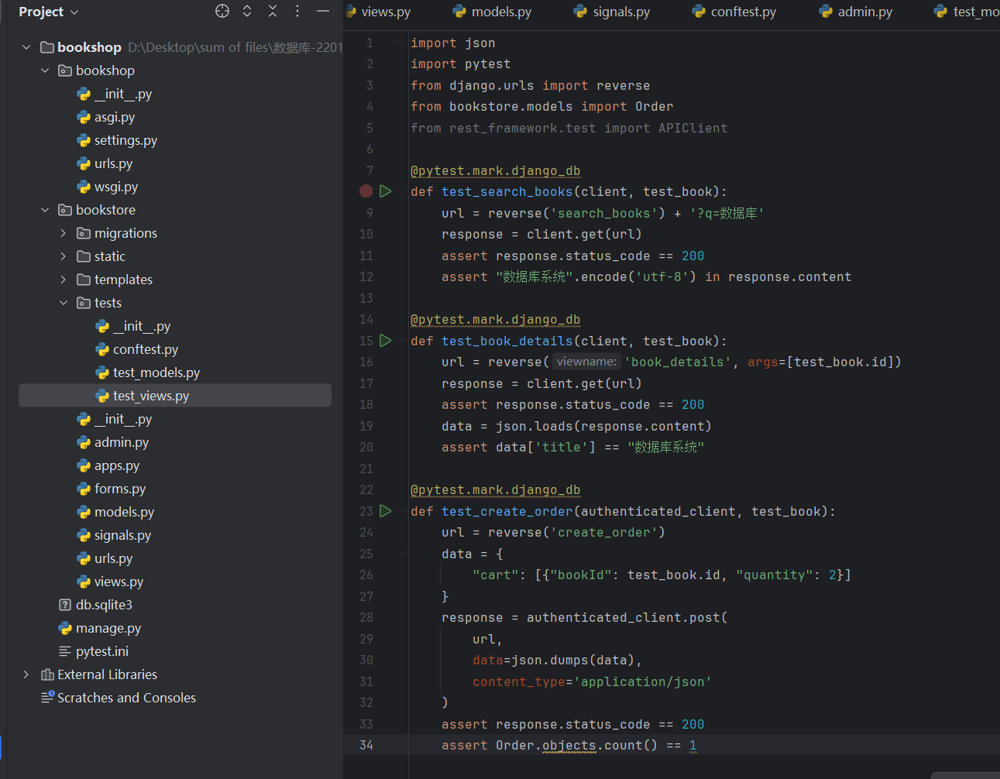 Project
bookshop D:\Desktop\sum of files\数据库-2201
bookshop
__init__.py
asgi.py
settings.py
urls.py
wsgi.py
bookstore
migrations
static
templates
tests
__init__.py
conftest.py
test_models.py
test_views.py
__init__.py
admin.py
apps.py
forms.py
models.py
signals.py
urls.py
views.py
db.sqlite3
manage.py
pytest.ini
External Libraries
Scratches and Consoles
views.py models.py signals.py conftest.py admin.py test_mo
1 import json
2 import pytest
3 from django.urls import reverse
4 from bookstore.models import Order
5 from rest_framework.test import APIClient
6
7 @pytest.mark.django_db
def test_search_books(client, test_book):
9 url = reverse('search_books') + '?q=数据库'
10 response = client.get(url)
11 assert response.status_code == 200
12 assert "数据库系统".encode('utf-8') in response.content
13
14 @pytest.mark.django_db
15 def test_book_details(client, test_book):
16 url = reverse( viewname: 'book_details', args=[test_book.id])
17 response = client.get(url)
18 assert response.status_code == 200
19 data = json.loads(response.content)
20 assert data['title'] == "数据库系统"
21
22 @pytest.mark.django_db
23 def test_create_order(authenticated_client, test_book):
24 url = reverse('create_order')
25 data = {
26 "cart": [{"bookId": test_book.id, "quantity": 2}]
27 }
28 response = authenticated_client.post(
29 url,
30 data=json.dumps(data),
31 content_type='application/json'
32 )
33 assert response.status_code == 200
34 assert Order.objects.count() == 1